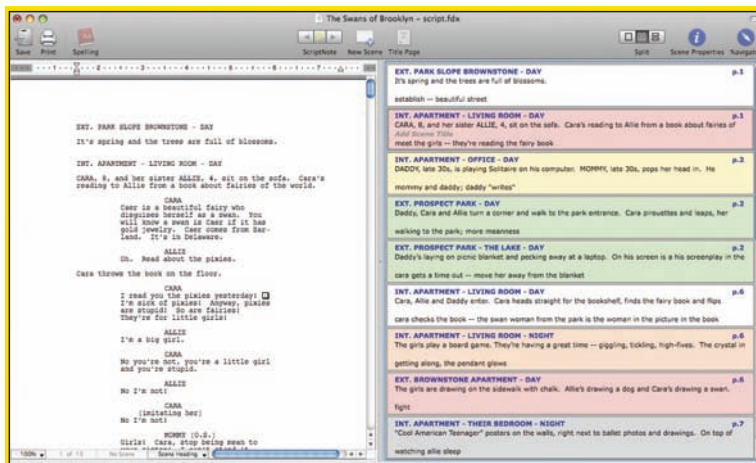 The Swans of Brooklyn – script.fdx
Save Print Spelling ScriptNote New Scene Title Page Split Scene Properties Navigator
EXT. PARK SLOPE BROWNSTONE - DAY
It's spring and the trees are full of blossoms.
INT. APARTMENT - LIVING ROOM - DAY
CARA, 8, and her sister ALLIE, 4, sit on the sofa. Cara's
reading to Allie from a book about fairies of the world.
CARA
Caer is a beautiful fairy who
disguises herself as a swan. You
will know a swan is Caer if it has
gold jewelry. Caer comes from Ear-
land. It's in Delaware.
ALLIE
Oh. Read about the pixies.
Cara throws the book on the floor.
CARA
I read you the pixies yesterday!
I'm sick of pixies! Anyway, pixies
are stupid! So are fairies!
They're for little girls!
ALLIE
I'm a big girl.
CARA
No you're not, you're a little girl
and you're stupid.
ALLIE
No I'm not!
CARA
(imitating her)
No I'm not!
MOMMY (O.S.)
Girls! Cara, stop being mean to
100% 1 of 13 No Scene Scene Heading
EXT. PARK SLOPE BROWNSTONE - DAY p.1
It's spring and the trees are full of blossoms.
establish -- beautiful street
INT. APARTMENT - LIVING ROOM - DAY p.1
CARA, 8, and her sister ALLIE, 4, sit on the sofa. Cara's reading to Allie from a book about fairies of
Add Scene Title
meet the girls -- they're reading the fairy book
INT. APARTMENT - OFFICE - DAY p.2
DADDY, late 30s, is playing Solitaire on his computer. MOMMY, late 30s, pops her head in. He
mommy and daddy; daddy "writes"
EXT. PROSPECT PARK - DAY p.2
Daddy, Cara and Allie turn a corner and walk to the park entrance. Cara pirouettes and leaps, her
walking to the park; more meanness
EXT. PROSPECT PARK - THE LAKE - DAY p.2
Daddy's laying on picnic blanket and pecking away at a laptop. On his screen is a his screenplay in the
cara gets a time out -- move her away from the blanket
INT. APARTMENT - LIVING ROOM - DAY p.6
Cara, Allie and Daddy enter. Cara heads straight for the bookshelf, finds the fairy book and flips
cara checks the book -- the swan woman from the park is the woman in the picture in the book
INT. APARTMENT - LIVING ROOM - NIGHT p.6
The girls play a board game. They're having a great time -- giggling, tickling, high-fives. The crystal in
getting along, the pendant glows
EXT. BROWNSTONE APARTMENT - DAY p.6
The girls are drawing on the sidewalk with chalk. Allie's drawing a dog and Cara's drawing a swan.
fight
INT. APARTMENT - THEIR BEDROOM - NIGHT p.7
"Cool American Teenager" posters on the walls, right next to ballet photos and drawings. On top of
watching allie sleep